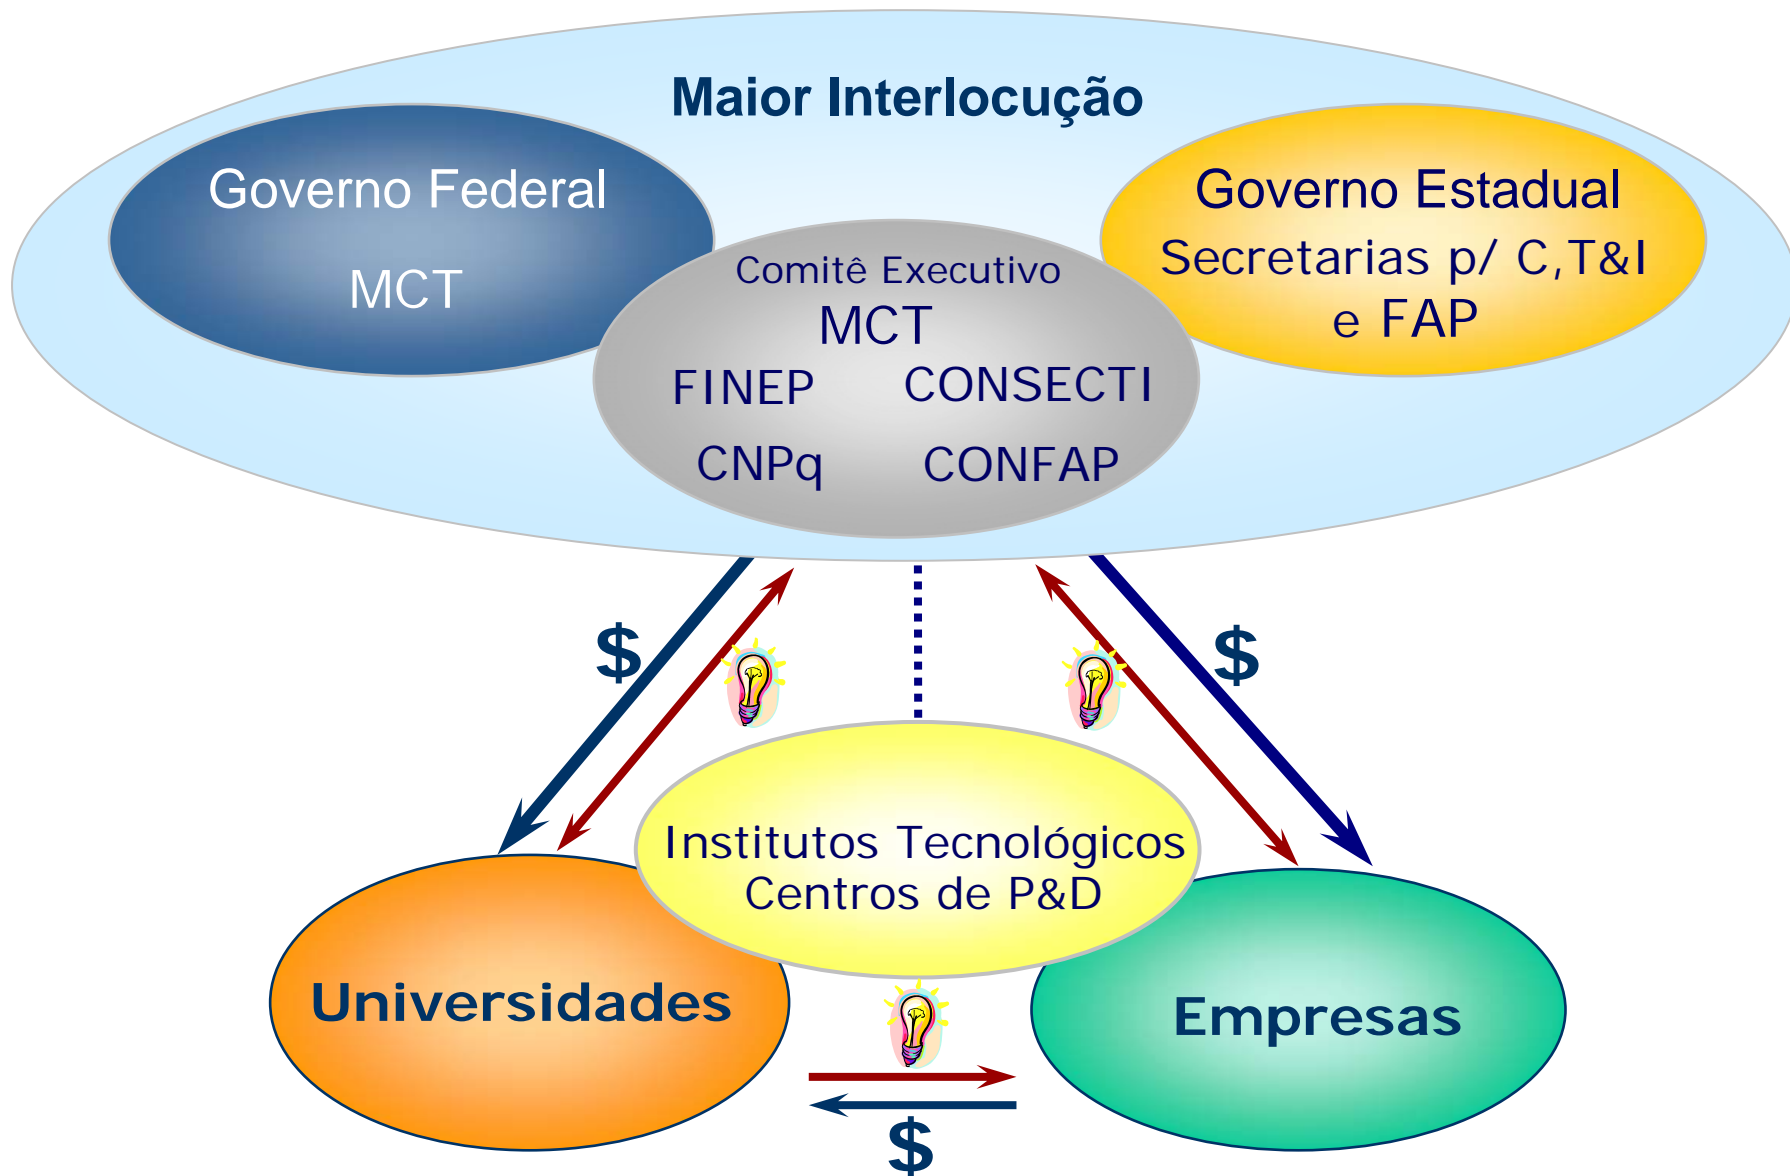 Maior Interlocução
Governo Federal
MCT
Governo Estadual
Secretarias p/ C,T&I
e FAP
Comitê Executivo
MCT
FINEP
CONSECTI
CNPq
CONFAP
$
$
Institutos Tecnológicos
Centros de P&D
Universidades
Empresas
$